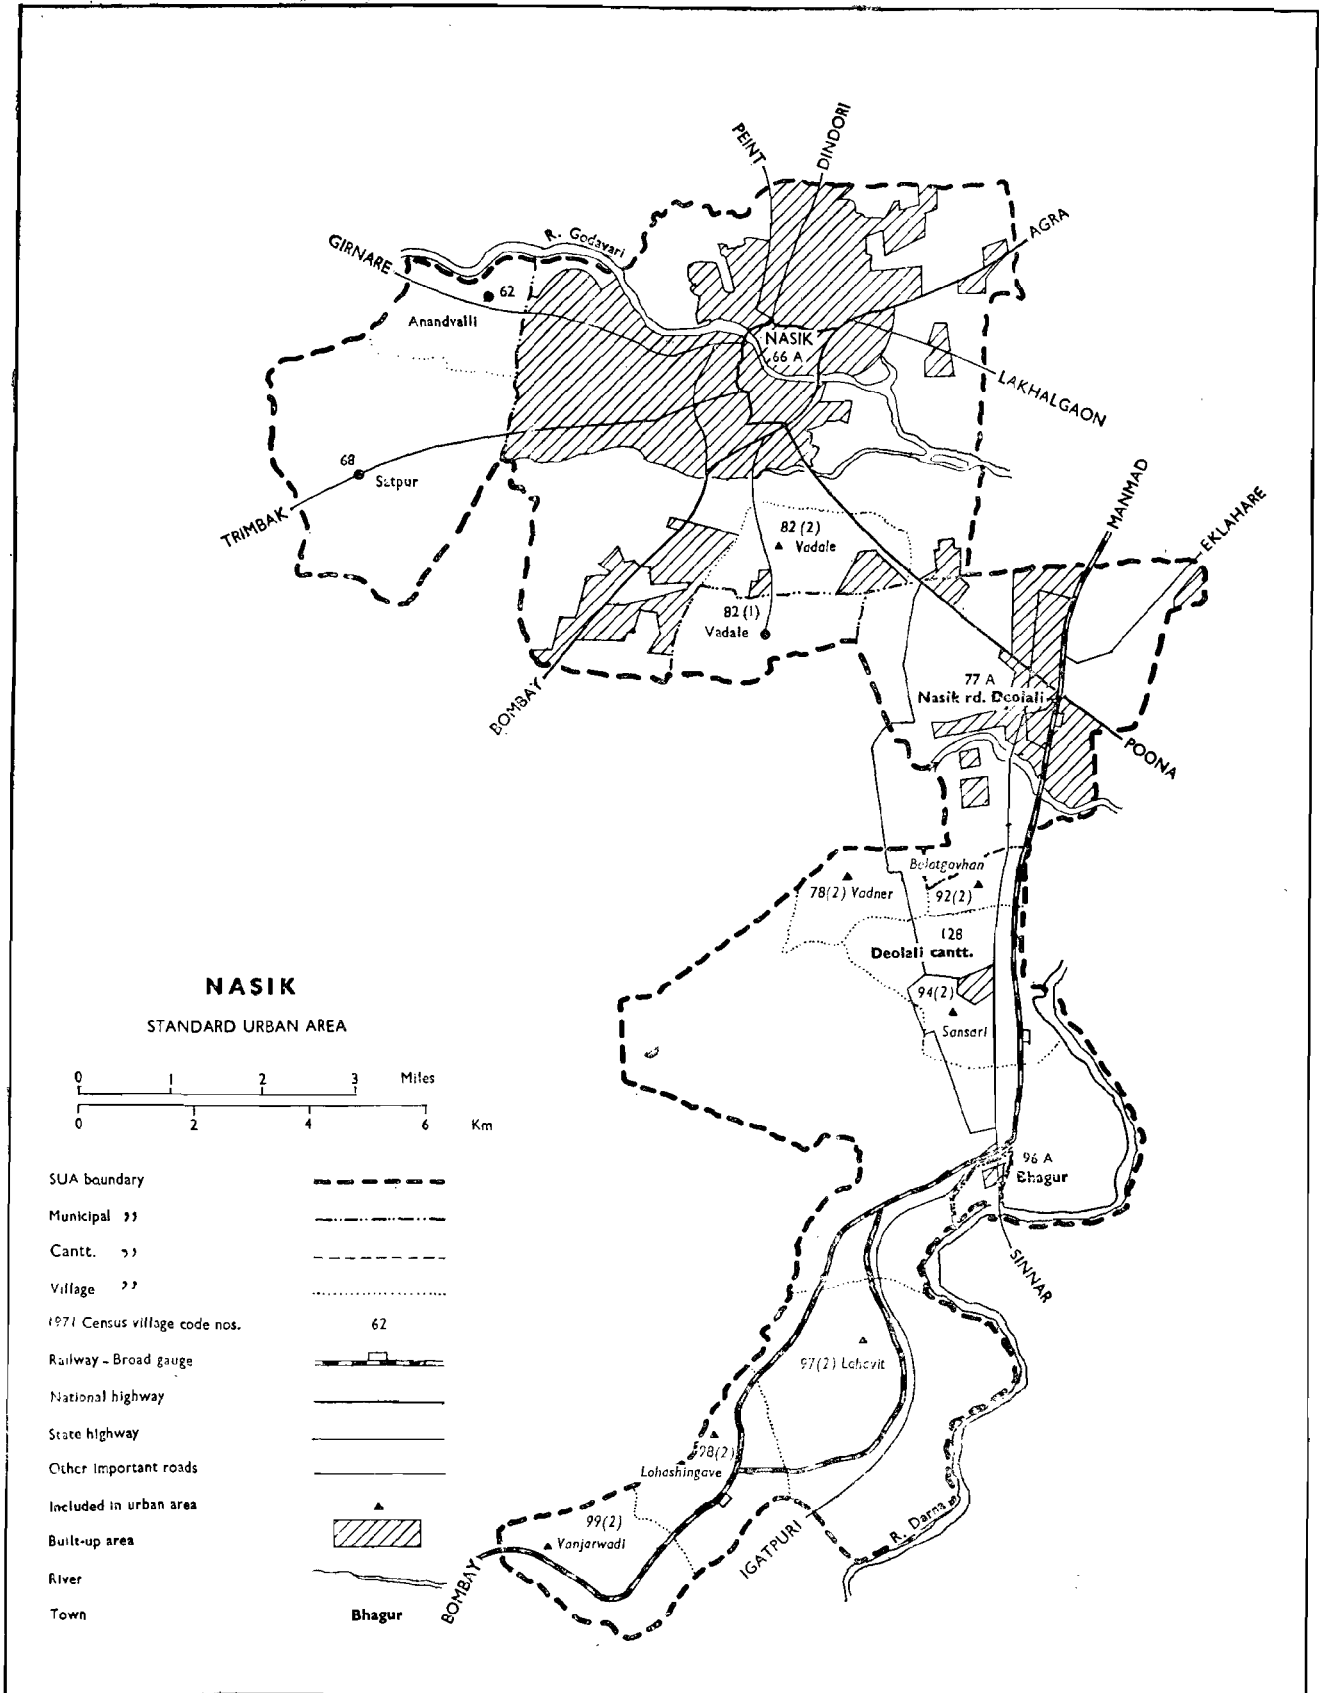 PEINT
DINDORI
AGRA
GIRNARE
R. Godavari
62
Anandvalli
NASIK
66 A
LAKHALGAON
68
Satpur
TRIMBAK
MANMAD
EKLAHARE
82 (2)
Vadale
82 (1)
Vadale
BOMBAY
77 A
Nasik rd. Deolali
POONA
Belatgavhan
78(2) Vadner
92(2)
128
Deolali cantt.
94(2)
Sansari
NASIK
STANDARD URBAN AREA
0 1 2 3 Miles
0 2 4 6 Km
96 A
Bhagur
SINNAR
SUA boundary
Municipal ,,
Cantt. ,,
Village ,,
1971 Census village code nos. 62
Railway - Broad gauge
National highway
State highway
Other important roads
Included in urban area
Built-up area
River
Town Bhagur
97(2) Lahavit
98(2)
Lohashingave
99(2)
Vanjarwadi
BOMBAY
IGATPURI
R. Darna